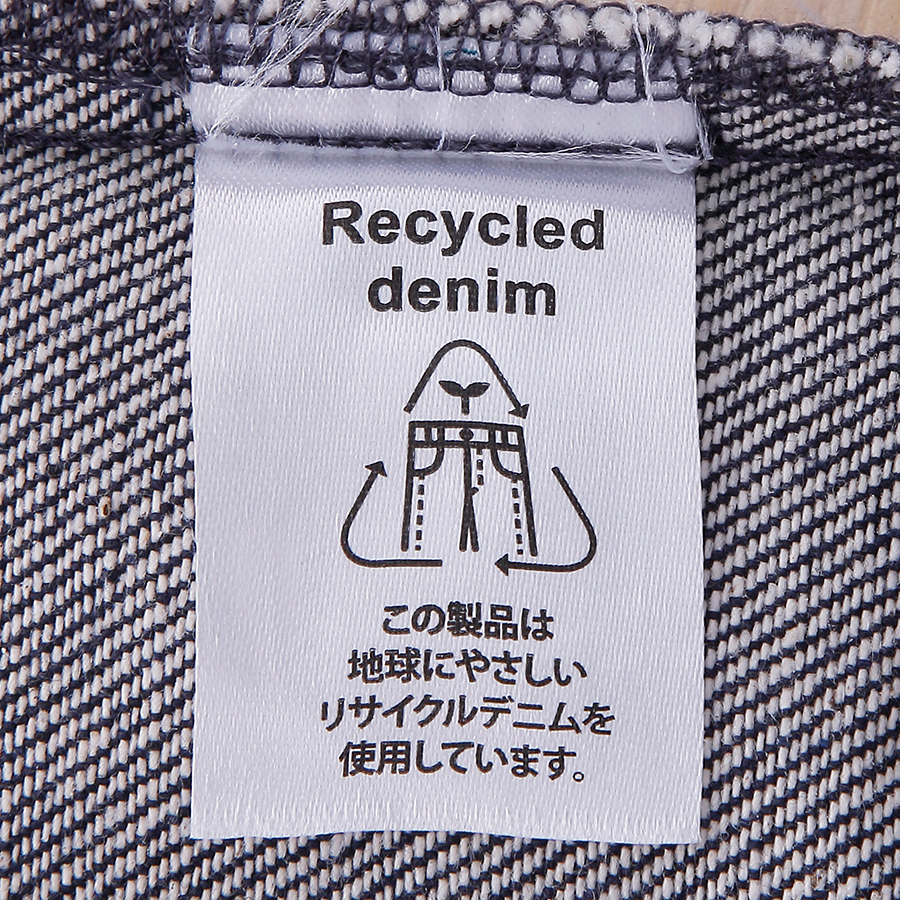 Recycled
denim
この製品は
地球にやさしい
リサイクルデニムを
使用しています。